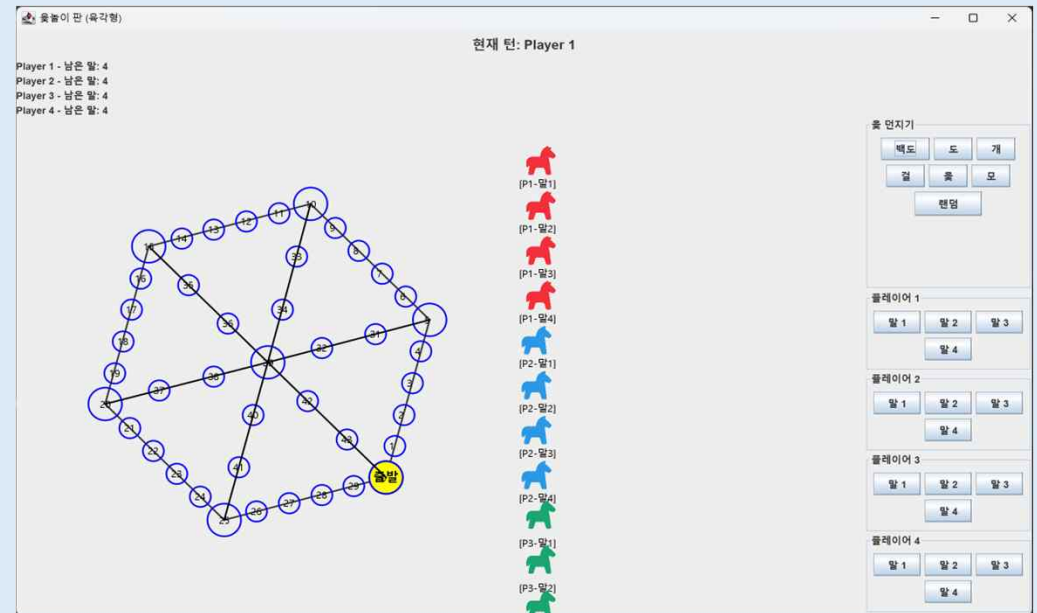 윷놀이 판 (육각형)
현재 턴: Player 1
Player 1 - 남은 말: 4
Player 2 - 남은 말: 4
Player 3 - 남은 말: 4
Player 4 - 남은 말: 4
윷 던지기
백도 도 개
걸 윷 모
랜덤
플레이어 1
말 1 말 2 말 3
말 4
플레이어 2
말 1 말 2 말 3
말 4
플레이어 3
말 1 말 2 말 3
말 4
플레이어 4
말 1 말 2 말 3
말 4
[P1-말1]
[P1-말2]
[P1-말3]
[P1-말4]
[P2-말1]
[P2-말2]
[P2-말3]
[P2-말4]
[P3-말1]
[P3-말2]
10
11
12
13
14
15
9
8
7
6
33
34
35
36
16
17
18
19
20
31
32
4
3
2
1
37
38
42
43
40
41
21
22
23
24
25
26
27
28
29
출발